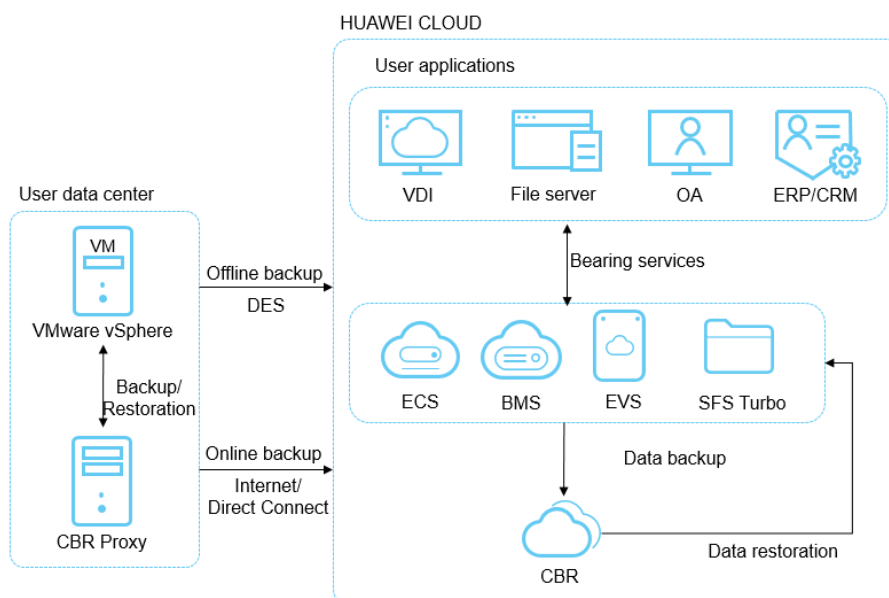 HUAWEI CLOUD
User applications
VDI
File server
OA
ERP/CRM
User data center
VM
VMware vSphere
Backup/
Restoration
CBR Proxy
Offline backup
DES
Online backup
Internet/
Direct Connect
Bearing services
ECS
BMS
EVS
SFS Turbo
Data backup
CBR
Data restoration